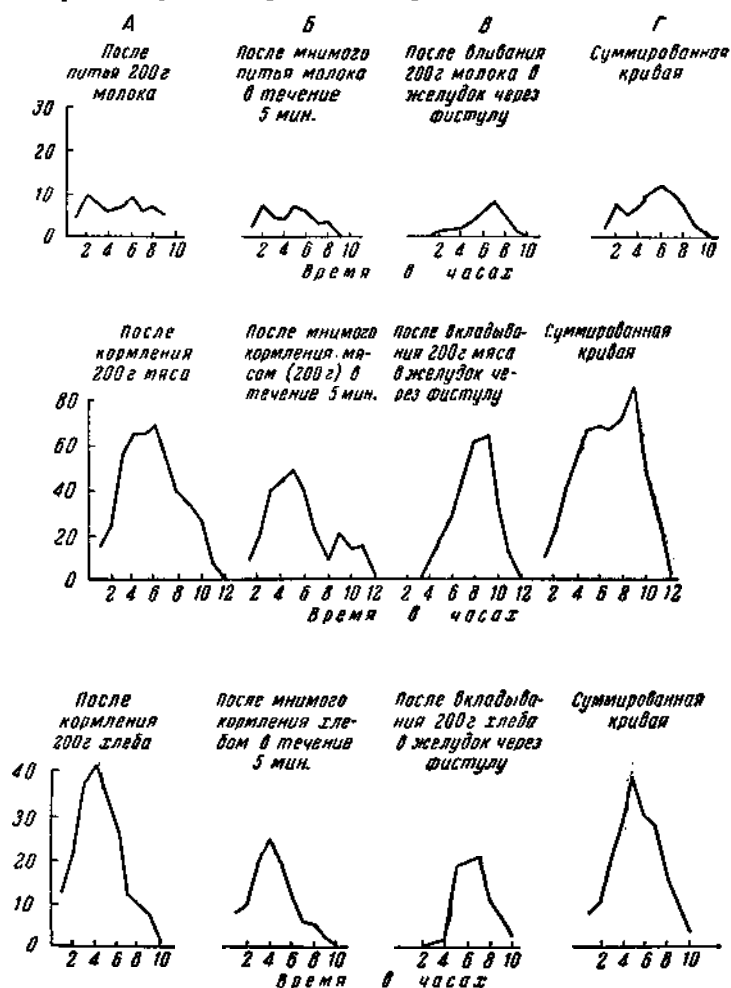 А Б В Г
После
питья 200г
молока
После мнимого
питья молока
в течение
5 мин.
После вливания
200г молока в
желудок через
фистулу
Суммированная
кривая
30
20
10
0
2 4 6 8 10
2 4 6 8 10
2 4 6 8 10
2 4 6 8 10
Время в часах
После
кормления
200г мяса
После мнимого
кормления мя-
сом (200г) в
течение 5 мин.
После вкладыва-
ния 200г мяса
в желудок че-
рез фистулу
Суммированная
кривая
80
60
40
20
0
2 4 6 8 10 12
2 4 6 8 10 12
2 4 6 8 10 12
2 4 6 8 10 12
Время в часах
После
кормления
200г хлеба
После мнимого
кормления хле-
бом в течение
5 мин.
После вкладыва-
ния 200г хлеба
в желудок через
фистулу
Суммированная
кривая
40
30
20
10
0
2 4 6 8 10
2 4 6 8 10
2 4 6 8 10
2 4 6 8 10
Время в часах